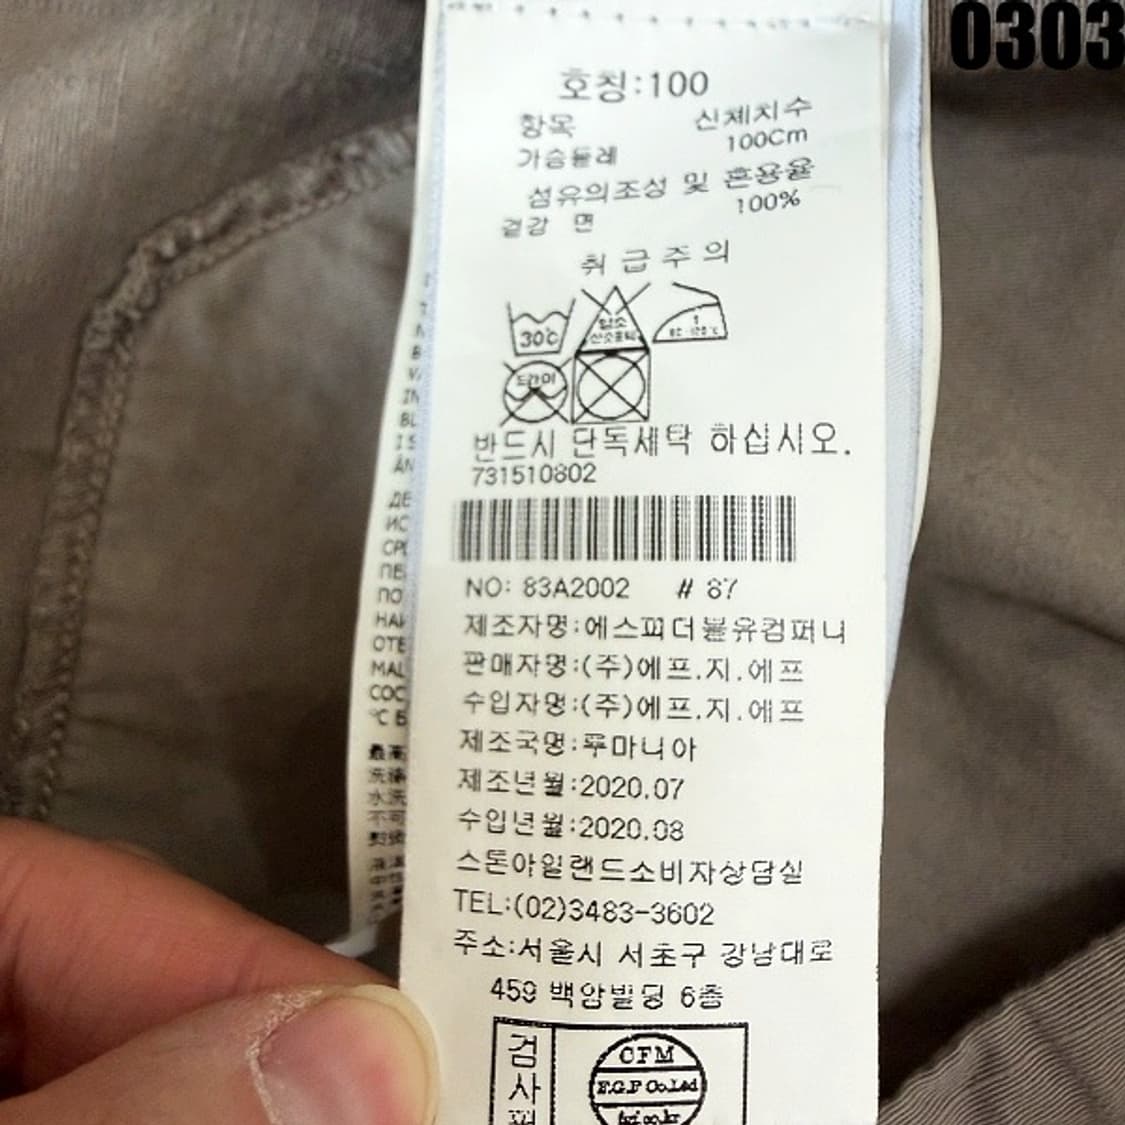 0303
호칭:100
항목 신체치수
가슴둘레 100Cm
섬유의조성 및 혼용율
겉감 면 100%
취급주의
30℃
드라이
반드시 단독세탁 하십시오.
731510802
NO: 83A2002 # 87
제조자명:에스피더블유컴퍼니
판매자명:(주)에프.지.에프
수입자명:(주)에프.지.에프
제조국명:루마니아
제조년월:2020.07
수입년월:2020.08
스톤아일랜드소비자상담실
TEL:(02)3483-3602
주소:서울시 서초구 강남대로
459 백암빌딩 6층
검사
CFM
F.G.F Co.Ltd